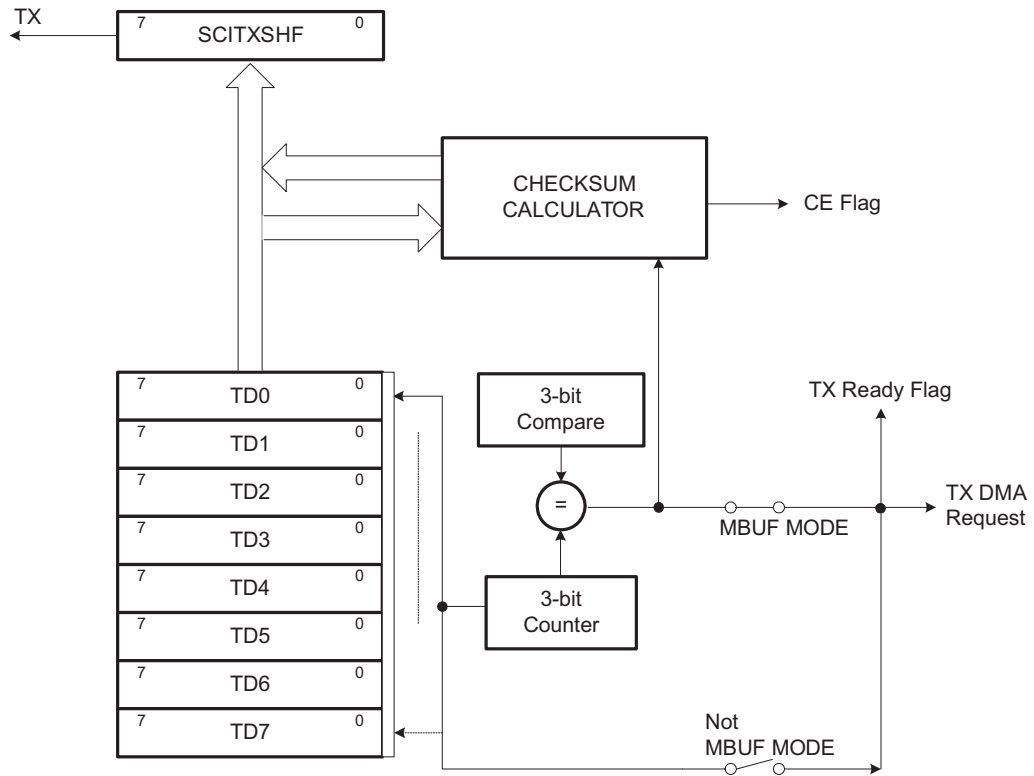 TX
7 SCITXSHF 0
CHECKSUM
CALCULATOR
CE Flag
7 TD0 0
7 TD1 0
7 TD2 0
7 TD3 0
7 TD4 0
7 TD5 0
7 TD6 0
7 TD7 0
3-bit
Compare
=
3-bit
Counter
TX Ready Flag
MBUF MODE
TX DMA
Request
Not
MBUF MODE